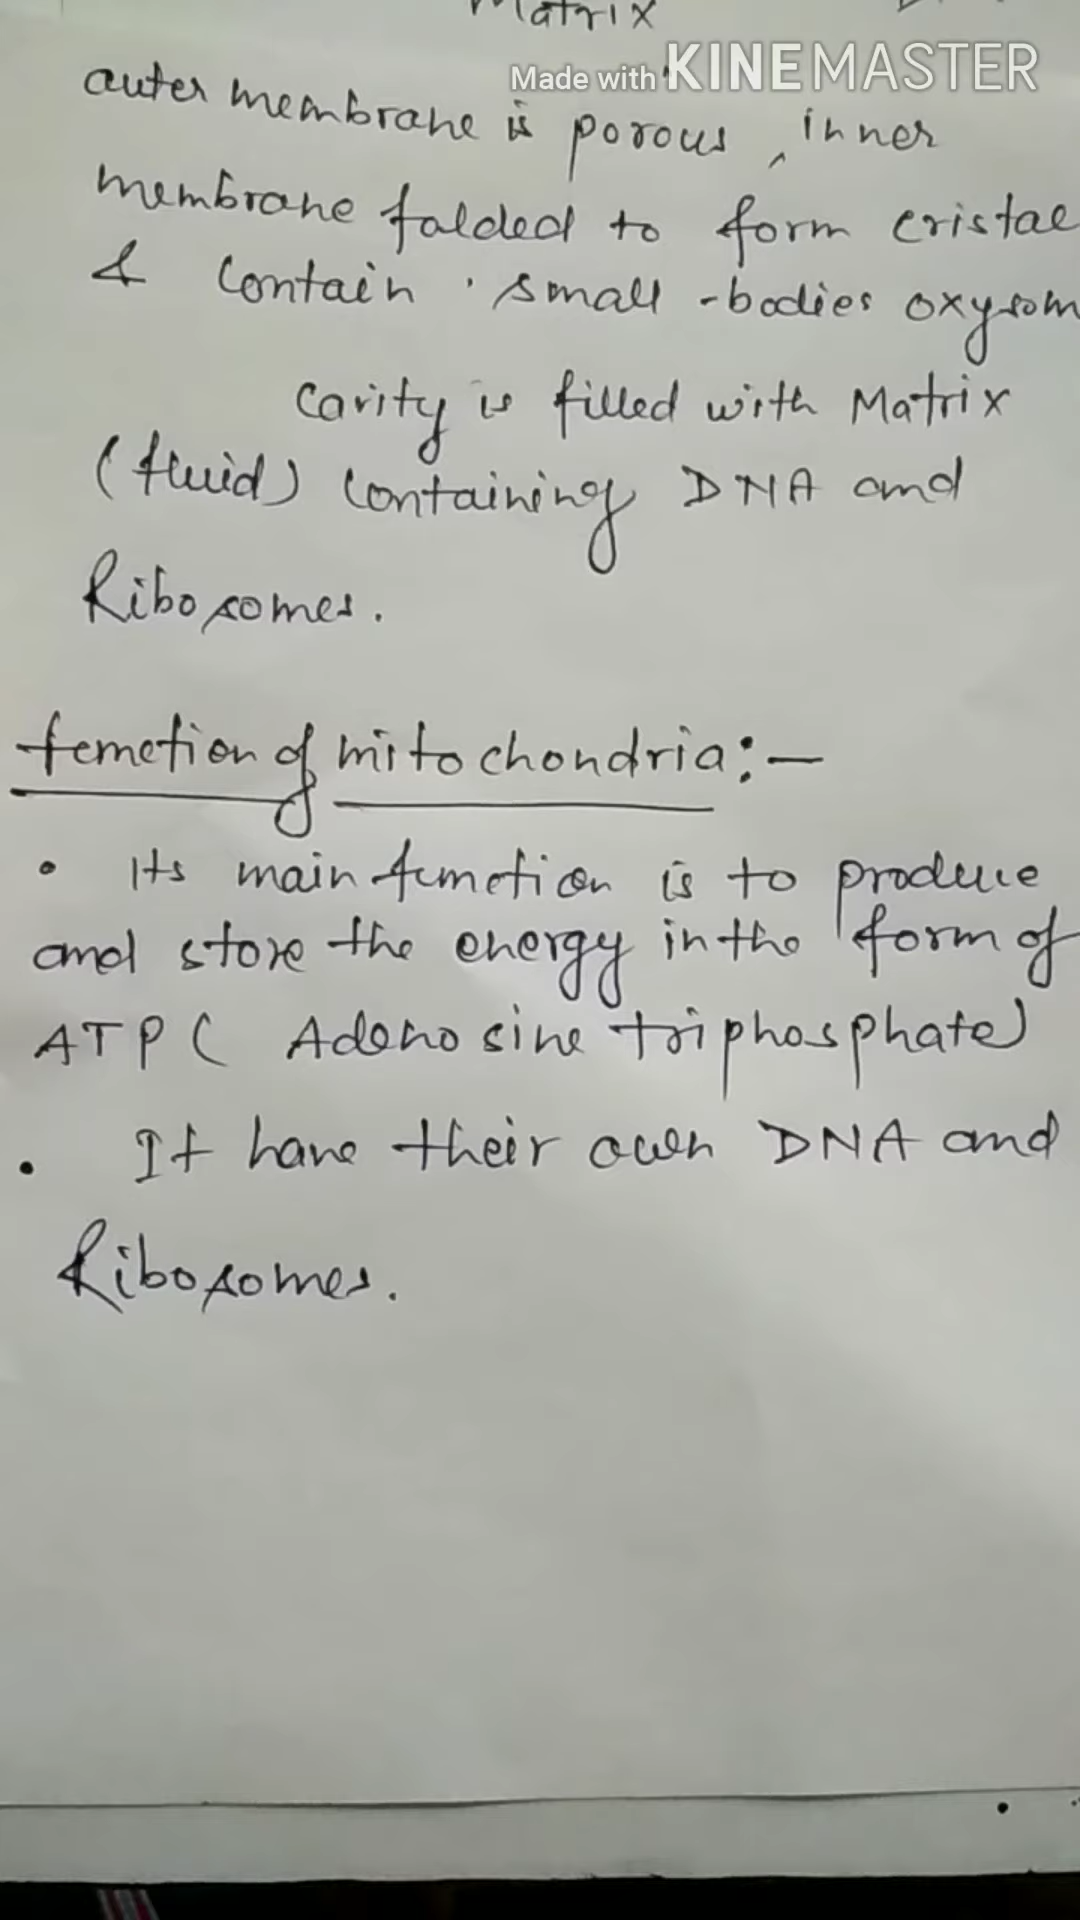 Matrix
Made with KINEMASTER
outer membrane is porous, inner
membrane folded to form cristae
& contain small-bodies oxysom
Cavity is filled with Matrix
(fluid) containing DNA and
Ribosomes.
function of mitochondria:-
• Its main function is to produce
and store the energy in the form of
ATP( Adenosine triphosphate)
• It have their own DNA and
Ribosomes.